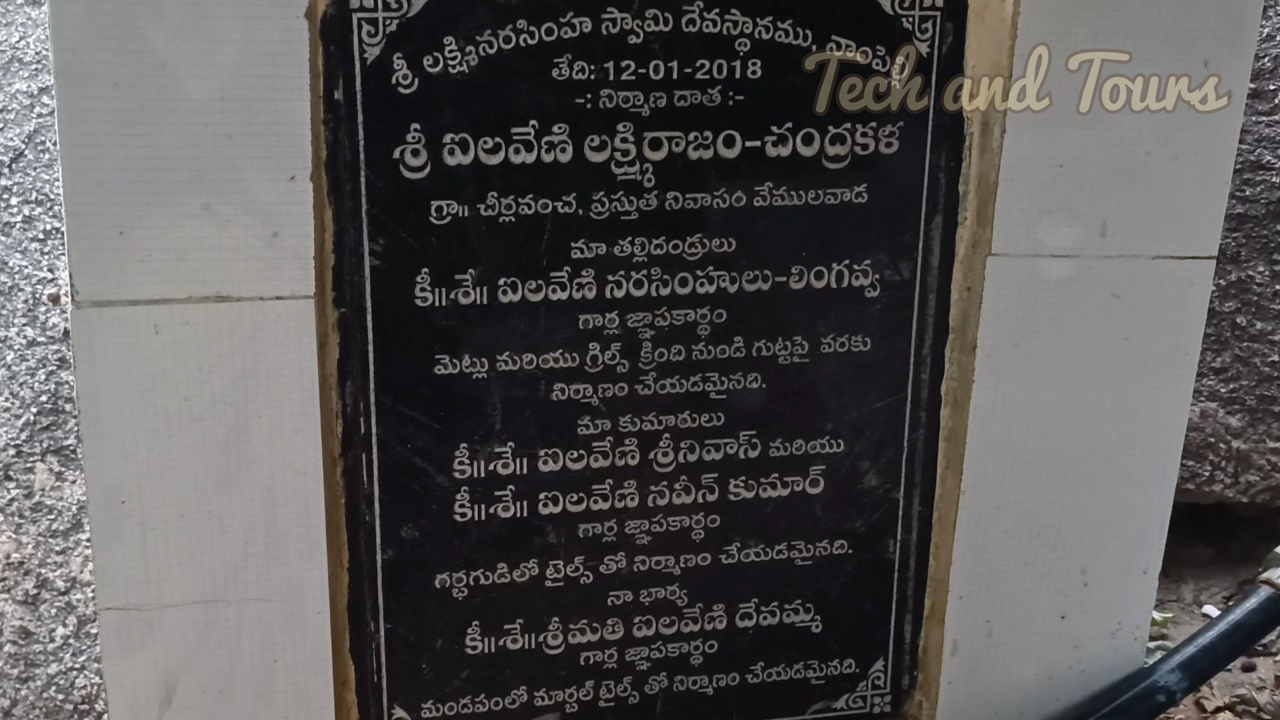 శ్రీ లక్ష్మినరసింహ స్వామి దేవస్థానము, నాంపెల్లి
తేది: 12-01-2018
-: నిర్మాణ దాత :-
శ్రీ ఐలవేణి లక్ష్మిర్రాజం-చంద్రకళ
గ్రా॥ చీర్లవంచ, ప్రస్తుత నివాసం వేములవాడ
మా తల్లిదండ్రులు
కీ॥శే॥ ఐలవేణి నరసింహులు-లింగవ్వ
గార్ల జ్ఞాపకార్థం
మెట్లు మరియు గ్రిల్స్ క్రింది నుండి గుట్టపై వరకు
నిర్మాణం చేయడమైనది.
మా కుమారులు
కీ॥శే॥ ఐలవేణి శ్రీనివాస్ మరియు
కీ॥శే॥ ఐలవేణి నవీన్ కుమార్
గార్ల జ్ఞాపకార్థం
గర్భగుడిలో టైల్స్ తో నిర్మాణం చేయడమైనది.
నా భార్య
కీ॥శే॥శ్రీమతి ఐలవేణి దేవమ్మ
గార్ల జ్ఞాపకార్థం
మండపంలో మార్బల్ టైల్స్ తో నిర్మాణం చేయడమైనది.
Tech and Tours